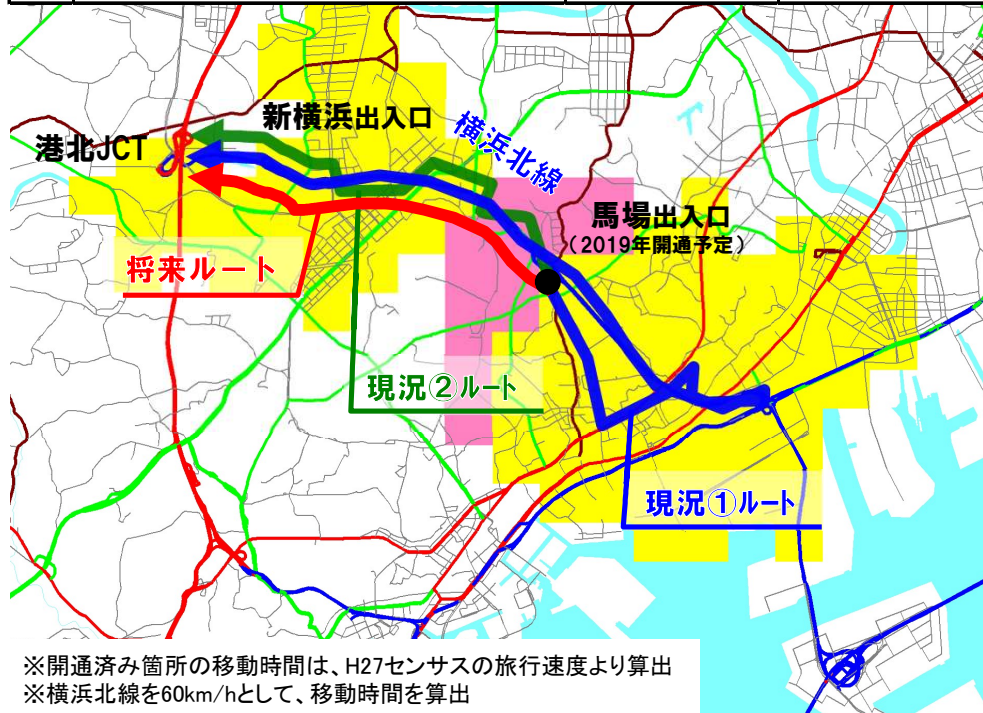 新横浜出入口
港北JCT
横浜北線
馬場出入口
(2019年開通予定)
将来ルート
現況②ルート
現況①ルート
※開通済み箇所の移動時間は、H27センサスの旅行速度より算出
※横浜北線を60km/hとして、移動時間を算出